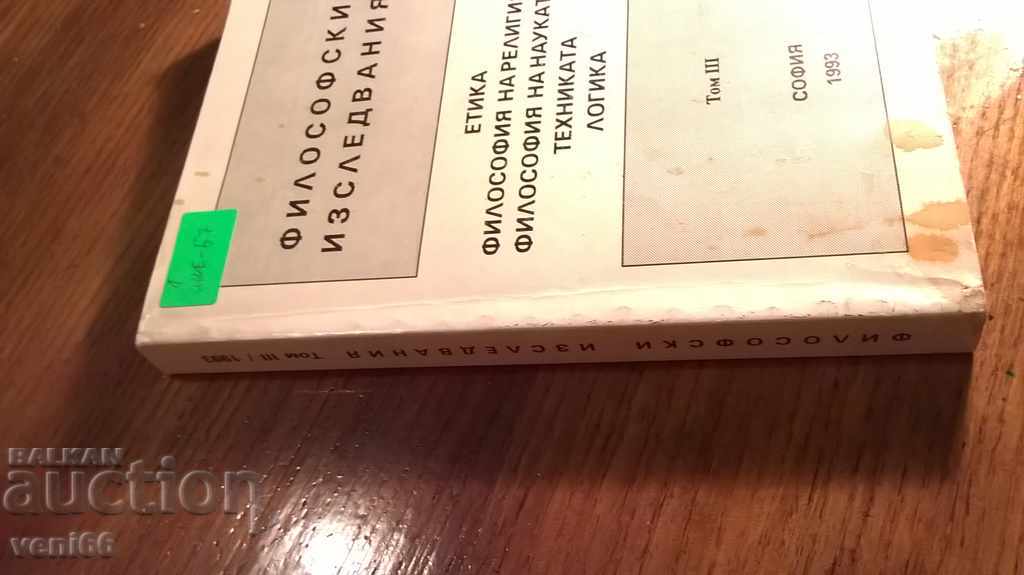 ФИЛОСОФСКИ
ИЗСЛЕДВАНИЯ
ЕТИКА
ФИЛОСОФИЯ НА РЕЛИГИЯ
ФИЛОСОФИЯ НА НАУКАТ
ТЕХНИКАТА
ЛОГИКА
Том III
СОФИЯ
1993
ФИЛОСОФСКИ ИЗСЛЕДВАНИЯ Том III / 1993
BALKAN
auction
veni66